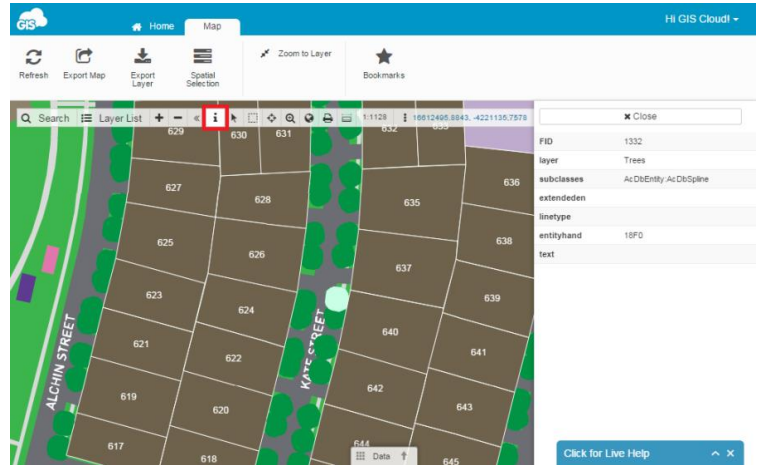 GIS
Home
Map
Hi GIS Cloud!
Refresh
Export Map
Export Layer
Spatial Selection
Zoom to Layer
Bookmarks
Search
Layer List
i
1:1128
16612495.8843, -4221135.7578
Close
FID 1332
layer Trees
subclasses AcDbEntity:AcDbSpline
extendeden
linetype
entityhand 18F0
text
629
630
631
632
633
627
628
635
636
625
626
637
638
623
624
639
621
622
640
641
619
620
642
643
617
618
644
645
ALCHIN STREET
KATE STREET
Data
Click for Live Help